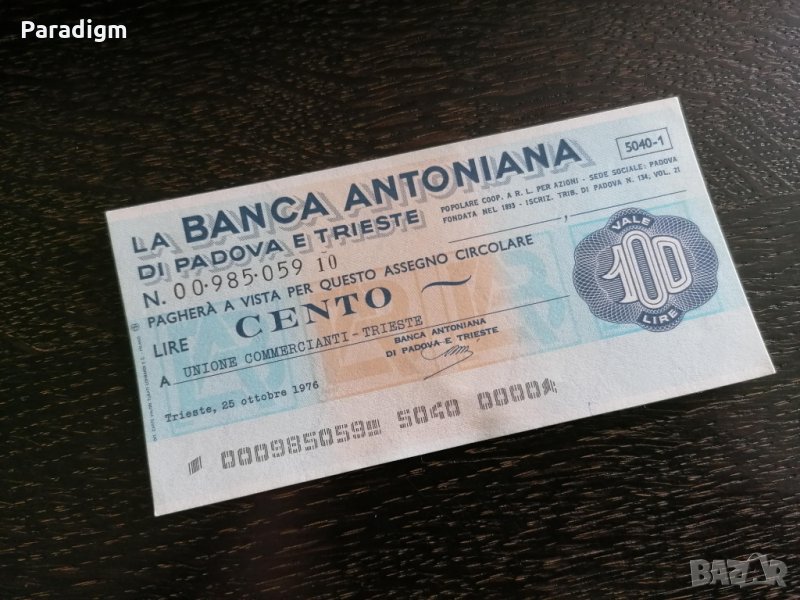 Paradigm
5040-1
LA BANCA ANTONIANA
DI PADOVA E TRIESTE
POPOLARE COOP. A R. L. PER AZIONI - SEDE SOCIALE: PADOVA
FONDATA NEL 1893 - ISCRIZ. TRIB. DI PADOVA N. 134, VOL. 21
N. 00·985·059 10
PAGHERÀ A VISTA PER QUESTO ASSEGNO CIRCOLARE
LIRE CENTO
VALE
100
LIRE
A UNIONE COMMERCIANTI-TRIESTE
BANCA ANTONIANA
DI PADOVA E TRIESTE
Trieste, 25 ottobre 1976
000985059 5040 0000
BAZAR